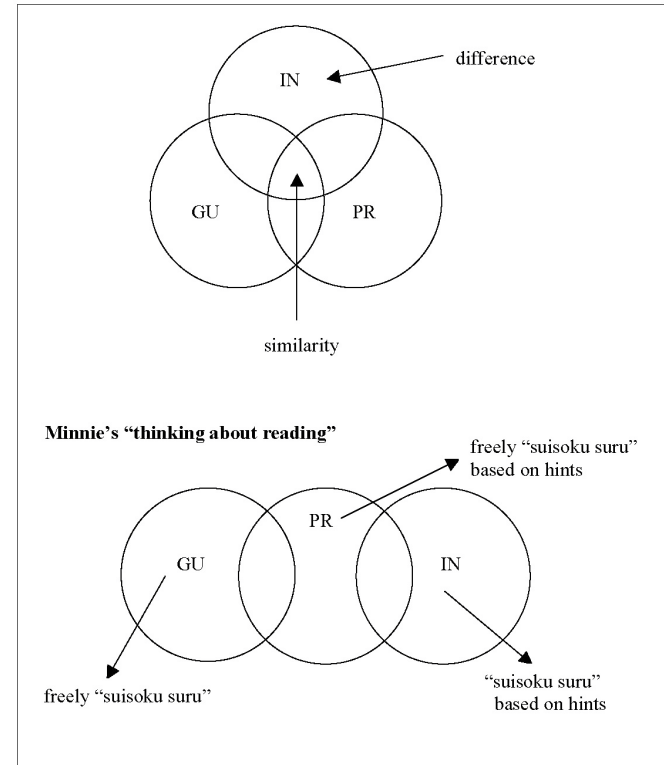 IN
difference
GU
PR
similarity
Minnie’s “thinking about reading”
freely “suisoku suru”
based on hints
PR
GU
IN
freely “suisoku suru”
“suisoku suru”
based on hints